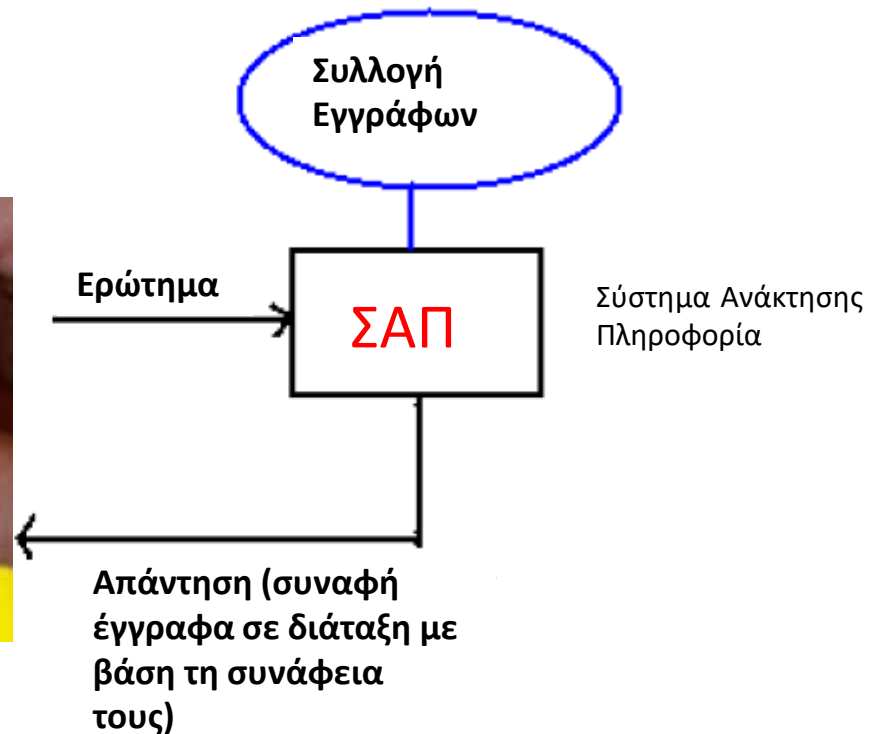 Συλλογή
Εγγράφων
Ερώτημα
ΣΑΠ
Σύστημα Ανάκτησης
Πληροφορία
Απάντηση (συναφή
έγγραφα σε διάταξη με
βάση τη συνάφεια
τους)